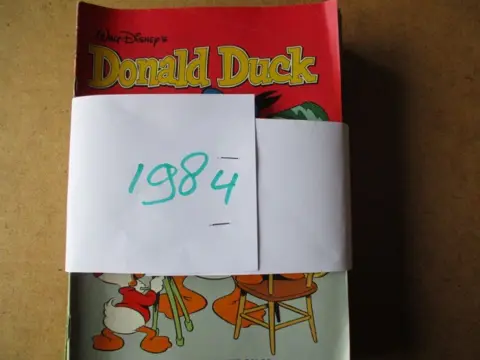 Walt Disney's
Donald Duck
1984